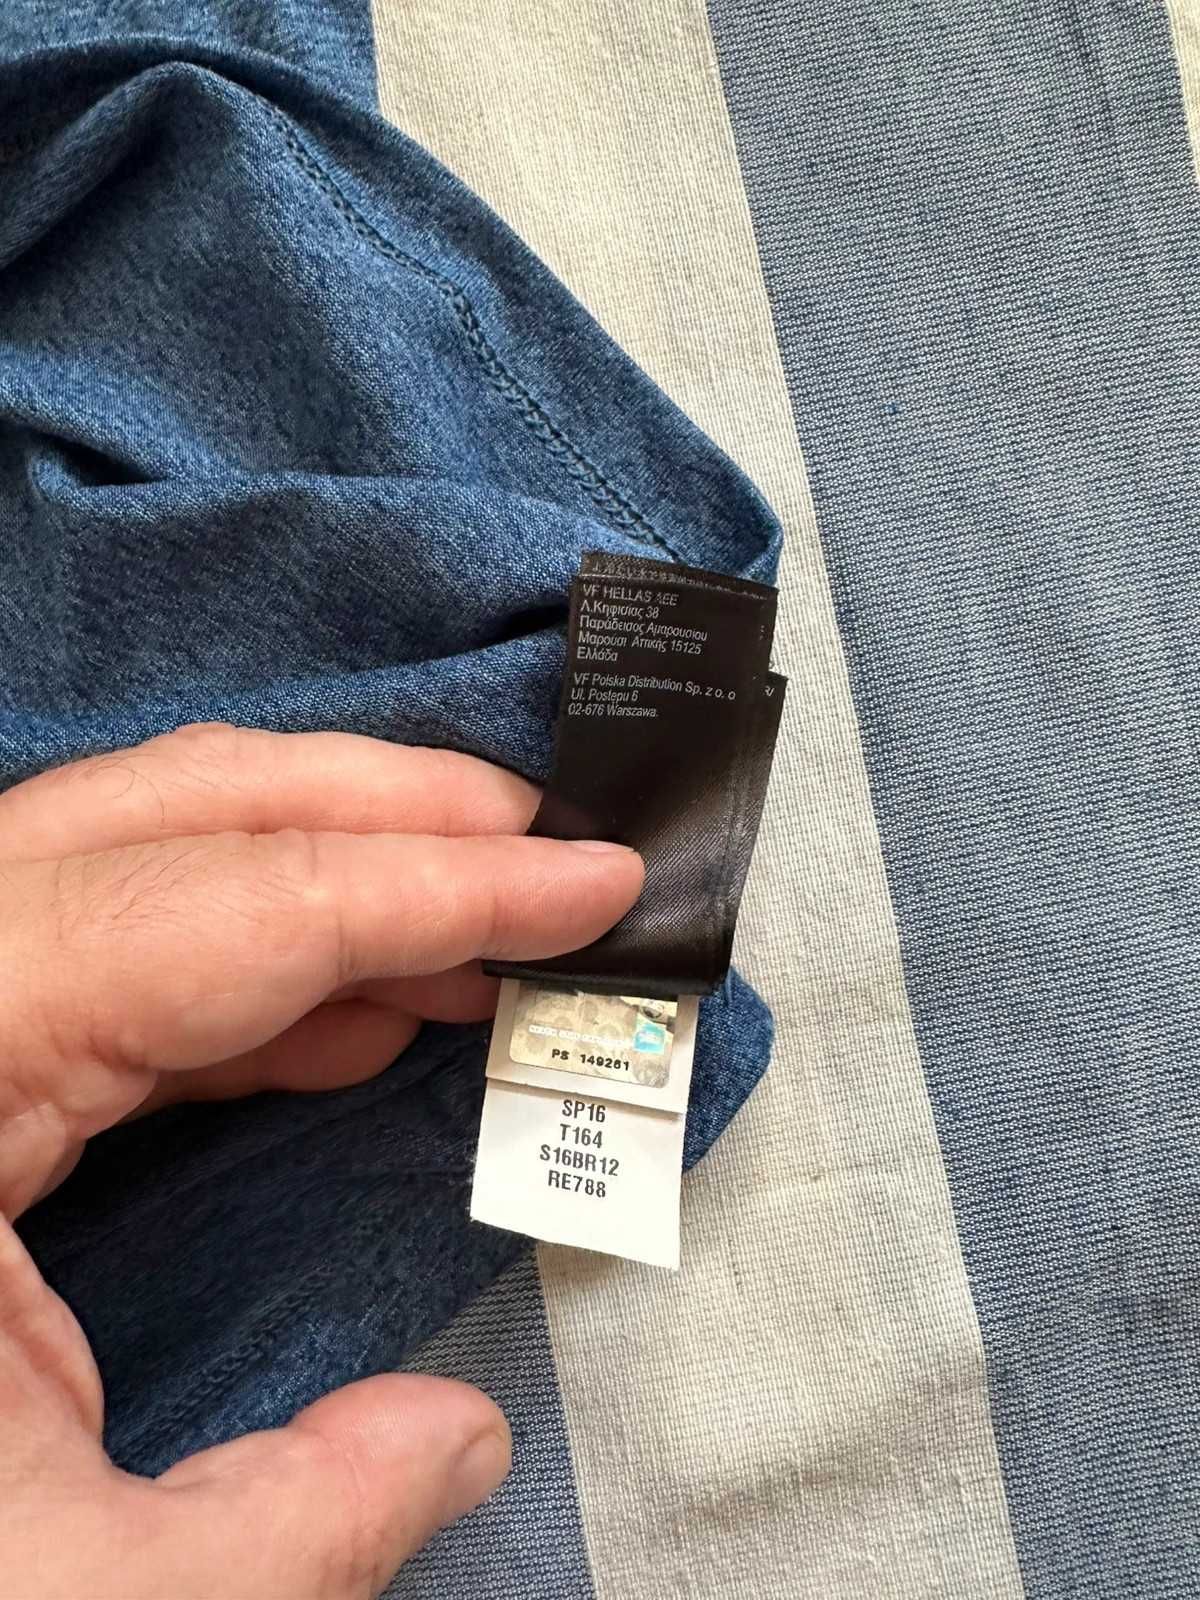 VF HELLAS AEE
Λ.Κηφισίας 38
Παράδεισος Αμαρουσίου
Μαρούσι Αττικής 15125
Ελλάδα
VF Polska Distribution Sp. z o. o
Ul. Postępu 6
02-676 Warszawa.
PS 149261
SP16
T164
S16BR12
RE788